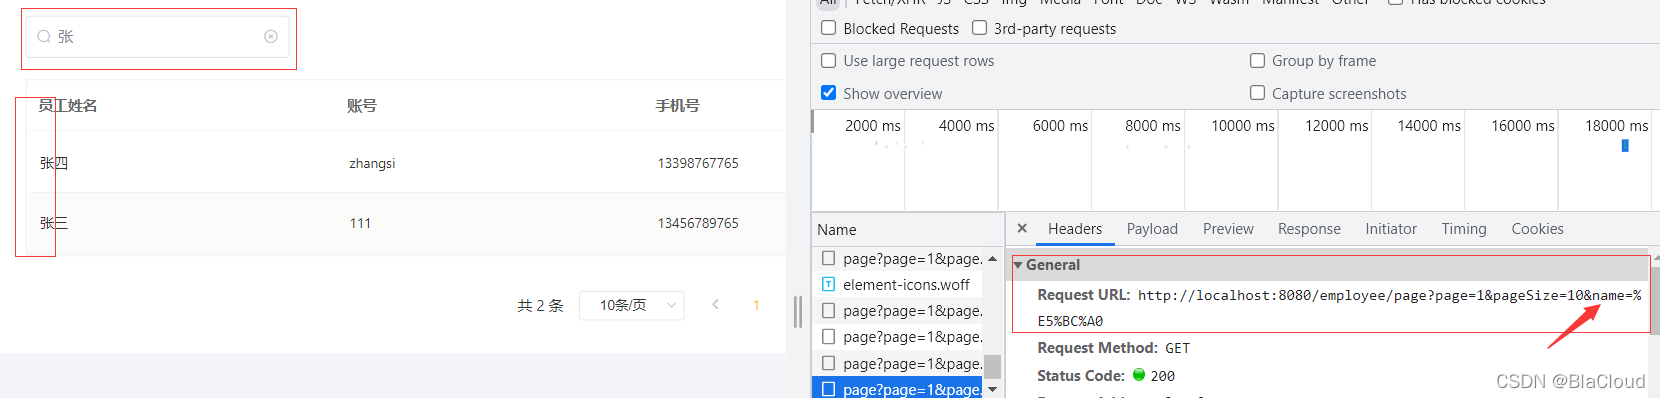 张
员工姓名 账号 手机号
张四 zhangsi 13398767765
张三 111 13456789765
共 2 条 10条/页 1
All Fetch/XHR JS CSS Img Media Font Doc WS Wasm Manifest Other Has blocked cookies
Blocked Requests 3rd-party requests
Use large request rows Group by frame
Show overview Capture screenshots
2000 ms 4000 ms 6000 ms 8000 ms 10000 ms 12000 ms 14000 ms 16000 ms 18000 ms
Name
page?page=1&page.
element-icons.woff
page?page=1&page.
page?page=1&page.
page?page=1&page.
page?page=1&page.
× Headers Payload Preview Response Initiator Timing Cookies
General
Request URL: http://localhost:8080/employee/page?page=1&pageSize=10&name=%
E5%BC%A0
Request Method: GET
Status Code: 200
CSDN @BlaCloud